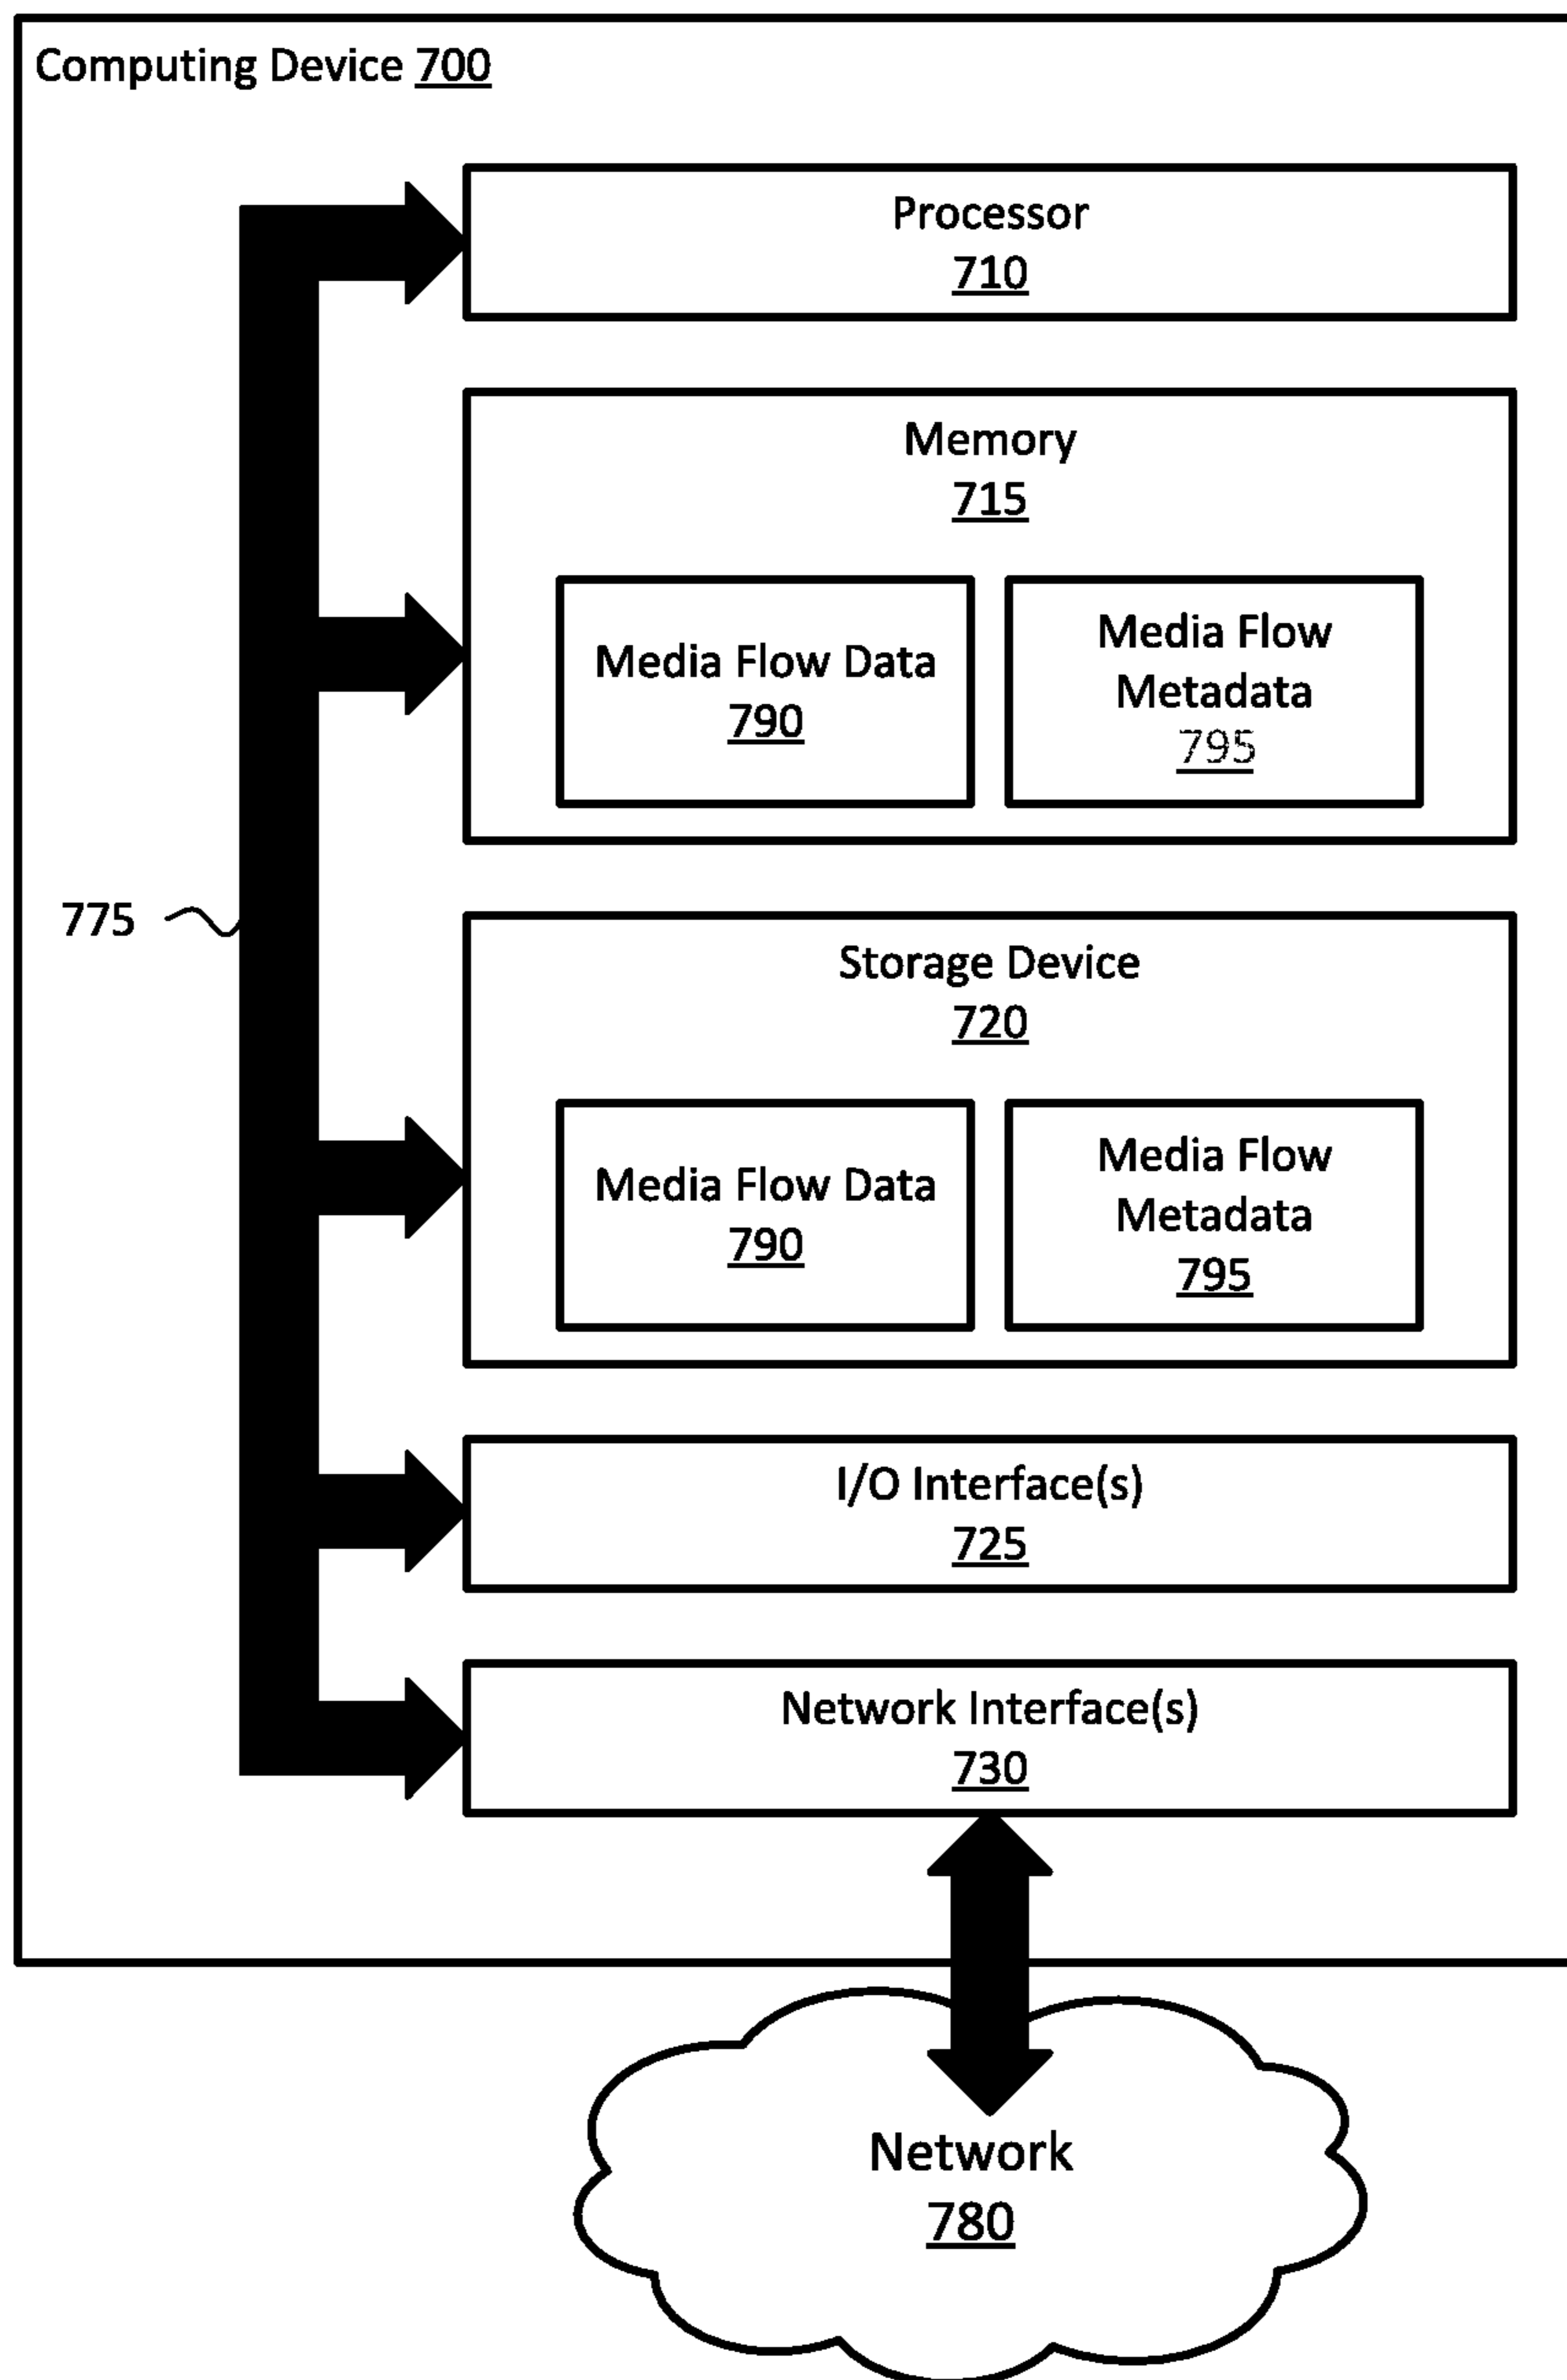 Computing Device 700
Processor
710
Memory
715
Media Flow Data
790
Media Flow
Metadata
795
775
Storage Device
720
Media Flow Data
790
Media Flow
Metadata
795
I/O Interface(s)
725
Network Interface(s)
730
Network
780